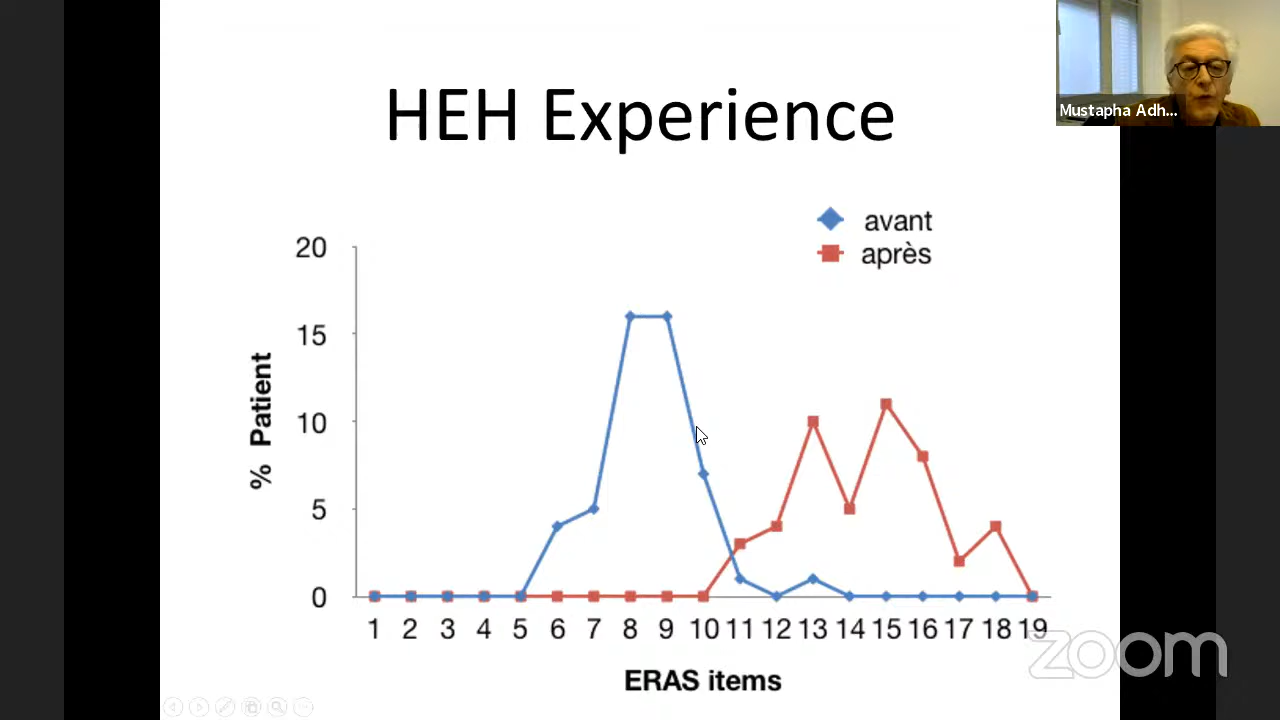 HEH Experience
Mustapha Adh...
avant
après
20
15
10
5
0
% Patient
1 2 3 4 5 6 7 8 9 10 11 12 13 14 15 16 17 18 19
ERAS items
zoom